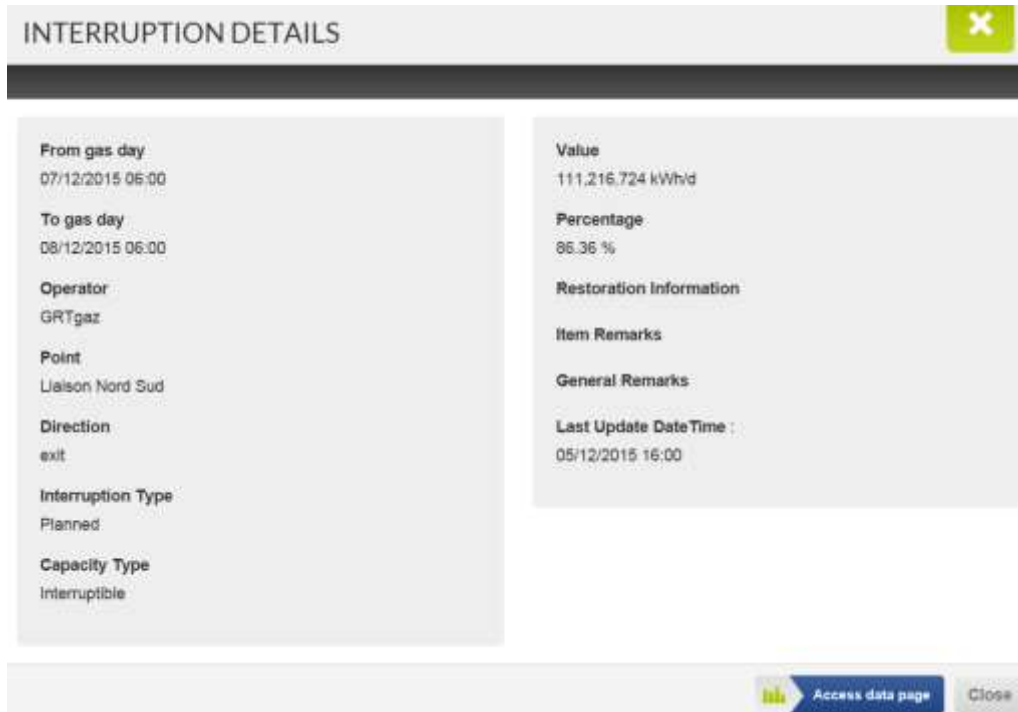 INTERRUPTION DETAILS
From gas day
07/12/2015 06:00
To gas day
08/12/2015 06:00
Operator
GRTgaz
Point
Liaison Nord Sud
Direction
exit
Interruption Type
Planned
Capacity Type
Interruptible
Value
111,216,724 kWh/d
Percentage
86.36 %
Restoration Information
Item Remarks
General Remarks
Last Update DateTime :
05/12/2015 16:00
Access data page
Close